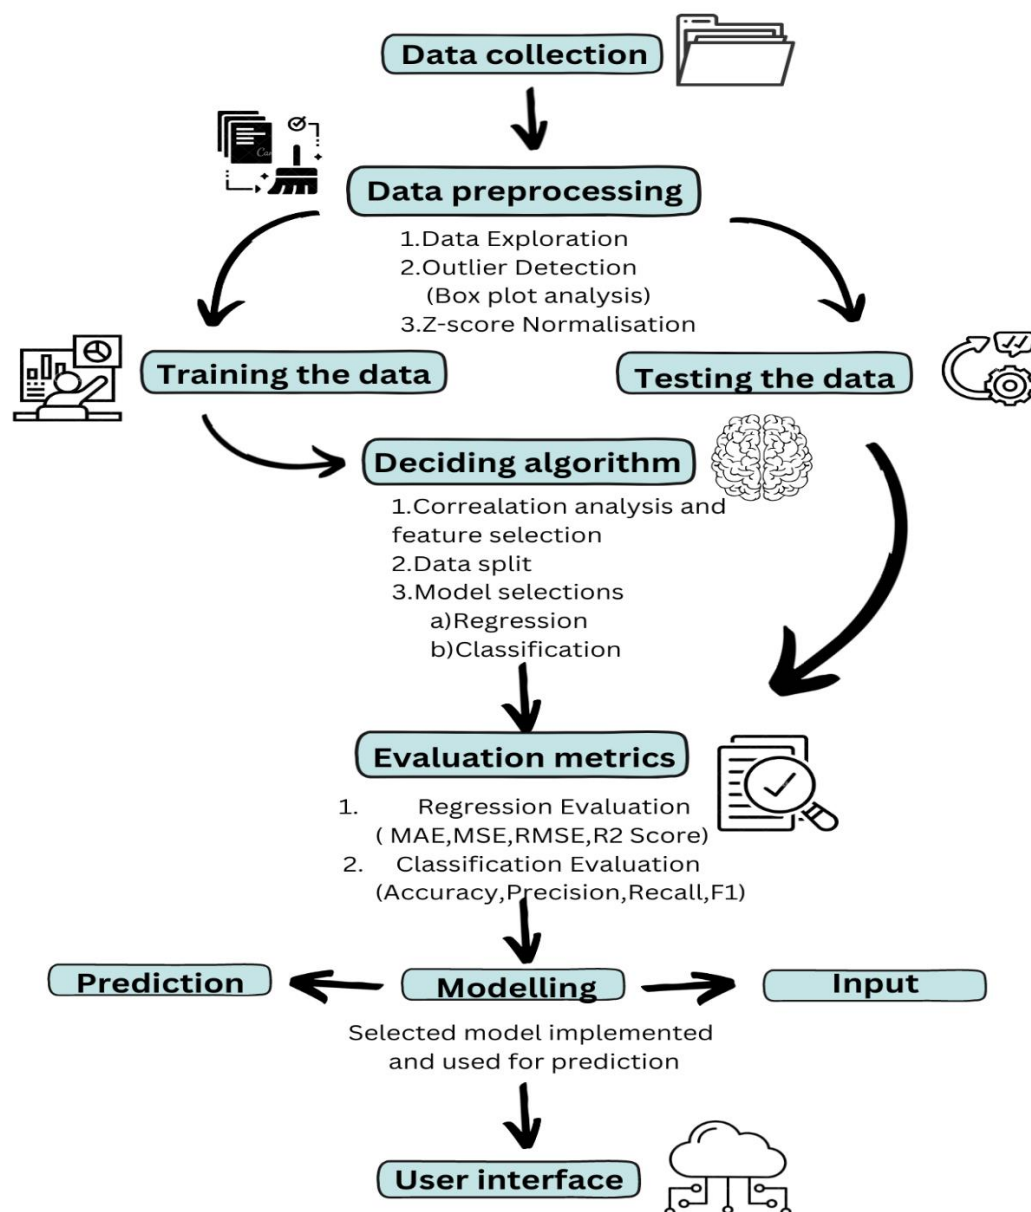 Data collection
Data preprocessing
1.Data Exploration
2.Outlier Detection
(Box plot analysis)
3.Z-score Normalisation
Training the data
Testing the data
Deciding algorithm
1.Correalation analysis and
feature selection
2.Data split
3.Model selections
a)Regression
b)Classification
Evaluation metrics
1. Regression Evaluation
( MAE,MSE,RMSE,R2 Score)
2. Classification Evaluation
(Accuracy,Precision,Recall,F1)
Prediction
Modelling
Input
Selected model implemented
and used for prediction
User interface